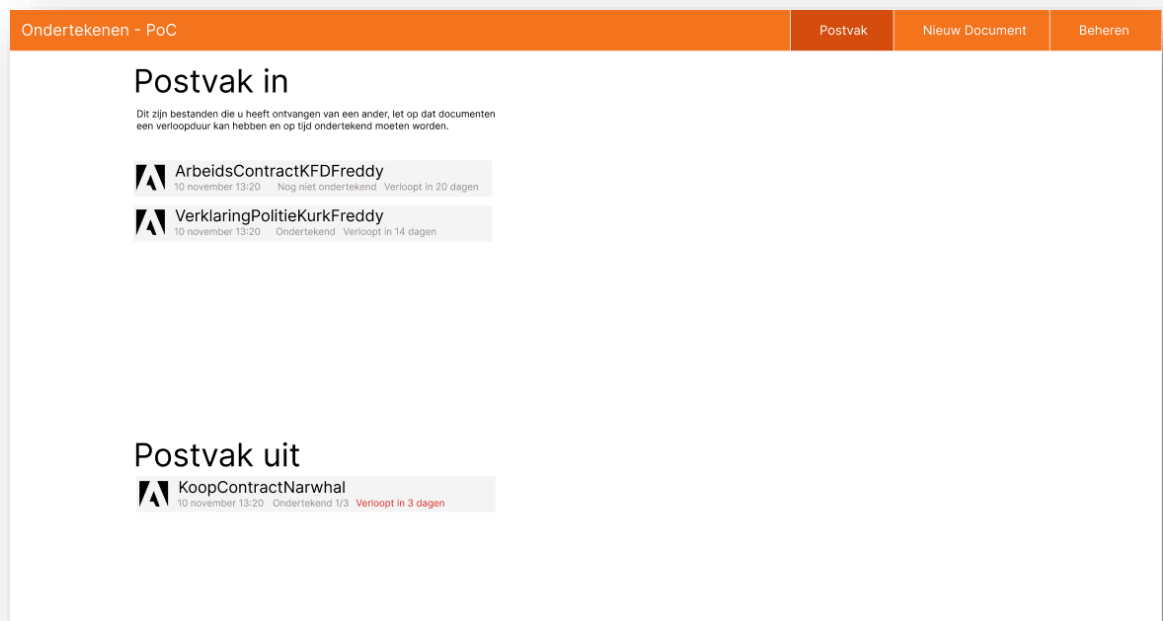 Ondertekenen - PoC
Postvak
Nieuw Document
Beheren
Postvak in
Dit zijn bestanden die u heeft ontvangen van een ander, let op dat documenten
een verloopduur kan hebben en op tijd ondertekend moeten worden.
ArbeidsContractKFDFreddy
10 november 13:20 Nog niet ondertekend Verloopt in 20 dagen
VerklaringPolitieKurkFreddy
10 november 13:20 Ondertekend Verloopt in 14 dagen
Postvak uit
KoopContractNarwhal
10 november 13:20 Ondertekend 1/3 Verloopt in 3 dagen